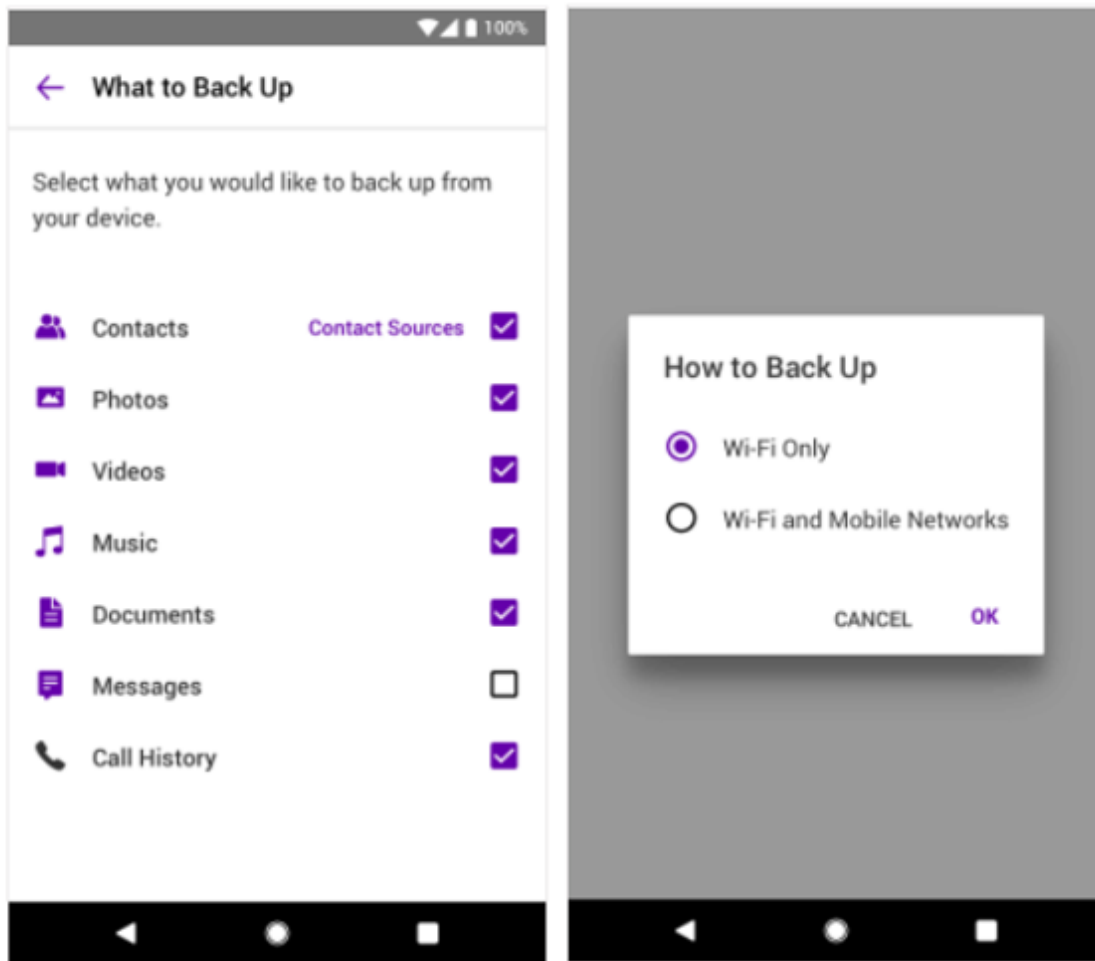 100%
What to Back Up
Select what you would like to back up from
your device.
Contacts Contact Sources
Photos
Videos
Music
Documents
Messages
Call History
How to Back Up
Wi-Fi Only
Wi-Fi and Mobile Networks
CANCEL OK